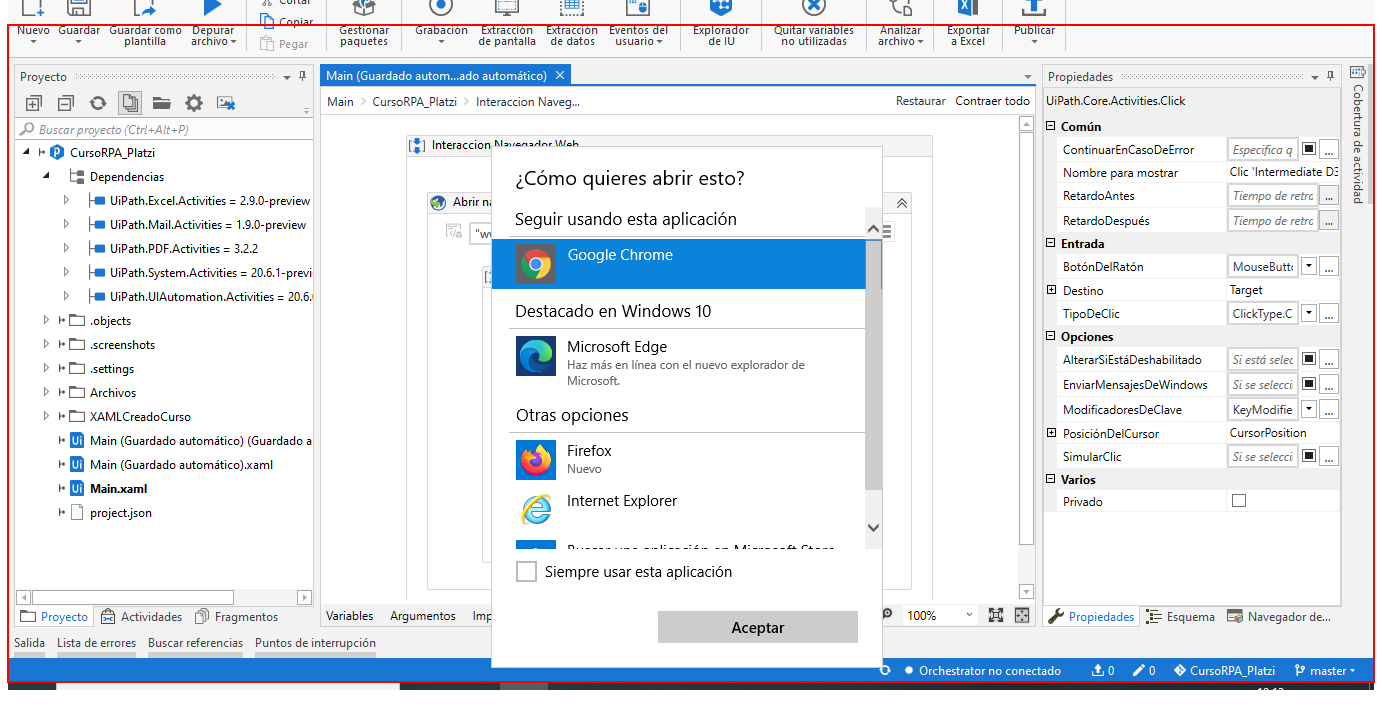 Cortar
Copiar
Pegar
Nuevo
Guardar
Guardar como
plantilla
Depurar
archivo
Gestionar
paquetes
Grabación
Extracción
de pantalla
Extracción
de datos
Eventos del
usuario
Explorador
de IU
Quitar variables
no utilizadas
Analizar
archivo
Exportar
a Excel
Publicar
Proyecto
Buscar proyecto (Ctrl+Alt+P)
CursoRPA_Platzi
Dependencias
UiPath.Excel.Activities = 2.9.0-preview
UiPath.Mail.Activities = 1.9.0-preview
UiPath.PDF.Activities = 3.2.2
UiPath.System.Activities = 20.6.1-previ
UiPath.UIAutomation.Activities = 20.6.
.objects
.screenshots
.settings
Archivos
XAMLCreadoCurso
Main (Guardado automático) (Guardado a
Main (Guardado automático).xaml
Main.xaml
project.json
Proyecto
Actividades
Fragmentos
Main (Guardado autom...ado automático)
Main > CursoRPA_Platzi > Interaccion Naveg...
Restaurar Contraer todo
Interaccion Navegador Web
Abrir na
"ww
¿Cómo quieres abrir esto?
Seguir usando esta aplicación
Google Chrome
Destacado en Windows 10
Microsoft Edge
Haz más en línea con el nuevo explorador de
Microsoft.
Otras opciones
Firefox
Nuevo
Internet Explorer
Buscar una aplicación en Microsoft Store
Siempre usar esta aplicación
Aceptar
Variables
Argumentos
Imp
100%
Propiedades
UiPath.Core.Activities.Click
Común
ContinuarEnCasoDeError Especifica q ...
Nombre para mostrar Clic 'Intermediate D3
RetardoAntes Tiempo de retrc ...
RetardoDespués Tiempo de retrc ...
Entrada
BotónDelRatón MouseButto ...
Destino Target
TipoDeClic ClickType.C ...
Opciones
AlterarSiEstáDeshabilitado Si está selec ...
EnviarMensajesDeWindows Si se selecci ...
ModificadoresDeClave KeyModifie ...
PosiciónDelCursor CursorPosition
SimularClic Si se selecci ...
Varios
Privado
Propiedades
Esquema
Navegador de...
Cobertura de actividad
Salida
Lista de errores
Buscar referencias
Puntos de interrupción
Orchestrator no conectado
0
0
CursoRPA_Platzi
master